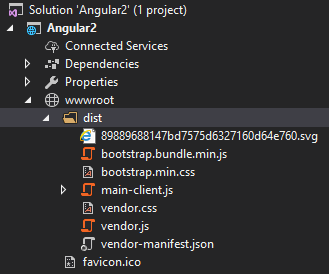 Solution 'Angular2' (1 project)
Angular2
Connected Services
Dependencies
Properties
wwwroot
dist
89889688147bd7575d6327160d64e760.svg
bootstrap.bundle.min.js
bootstrap.min.css
main-client.js
vendor.css
vendor.js
vendor-manifest.json
favicon.ico